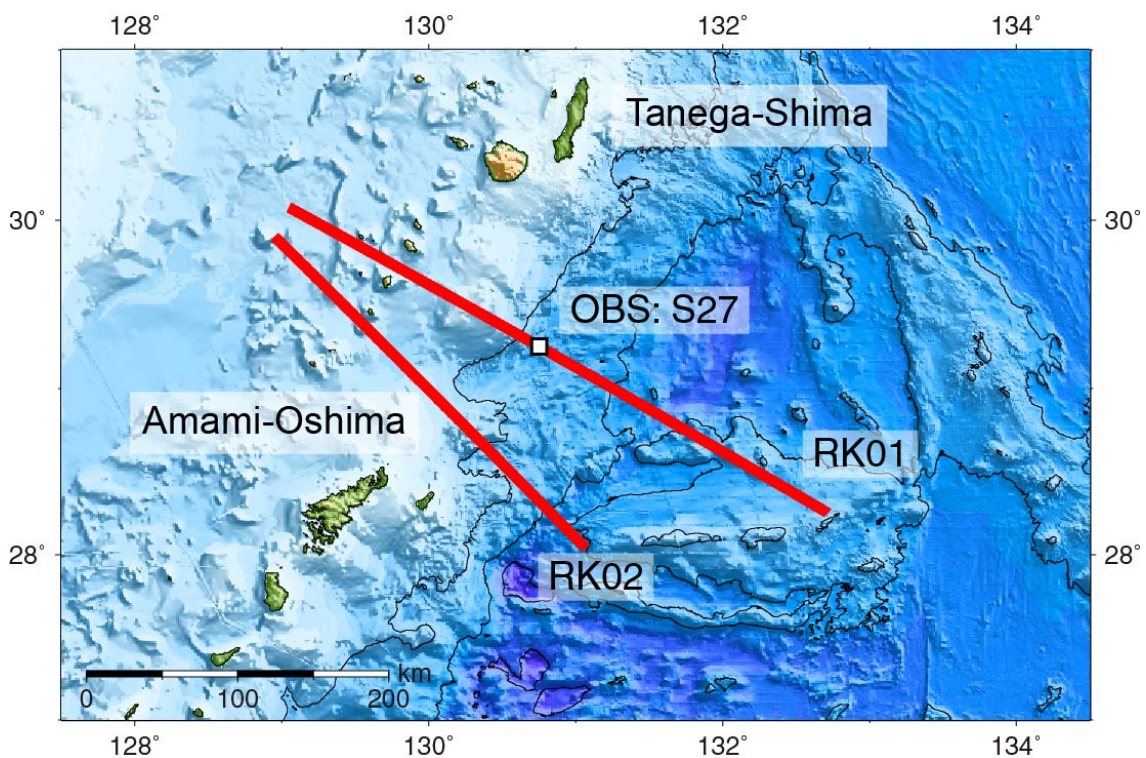 128˚ 130˚ 132˚ 134˚
Tanega-Shima
30˚ 30˚
OBS: S27
Amami-Oshima
RK01
28˚ 28˚
RK02
km
0 100 200
128˚ 130˚ 132˚ 134˚